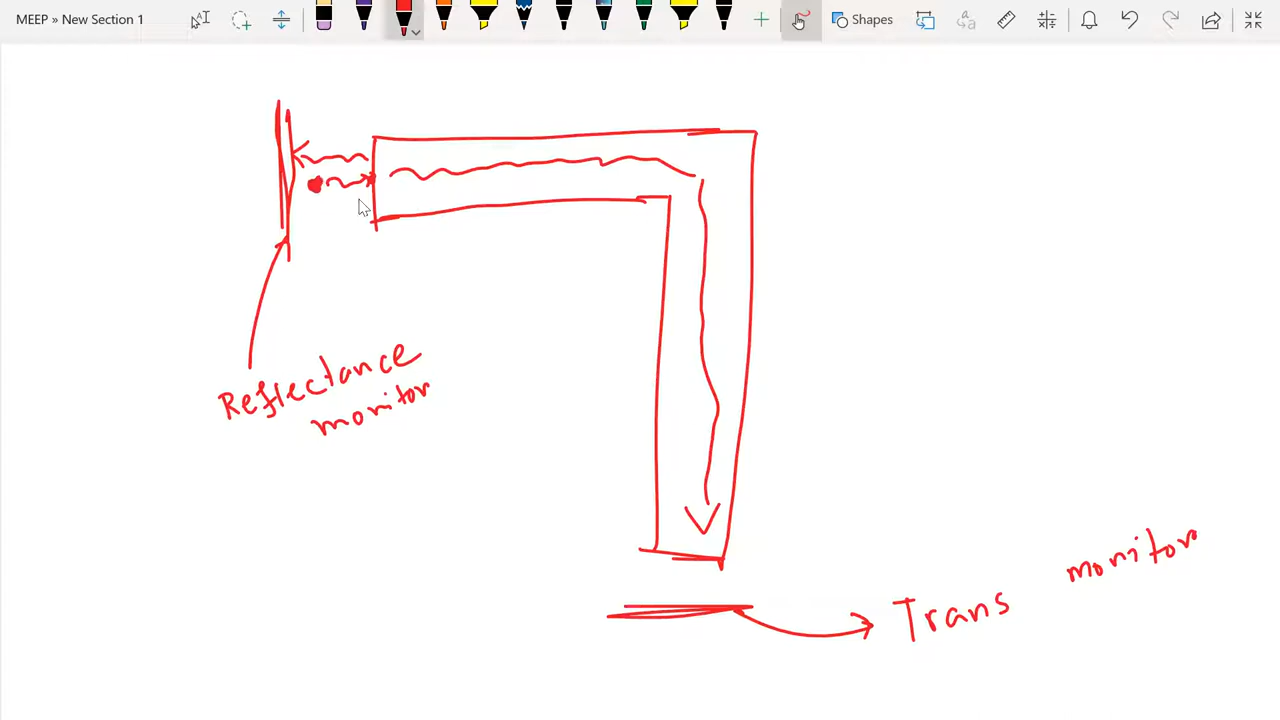 MEEP » New Section 1
Shapes
Reflectance
monitor
Trans monitor